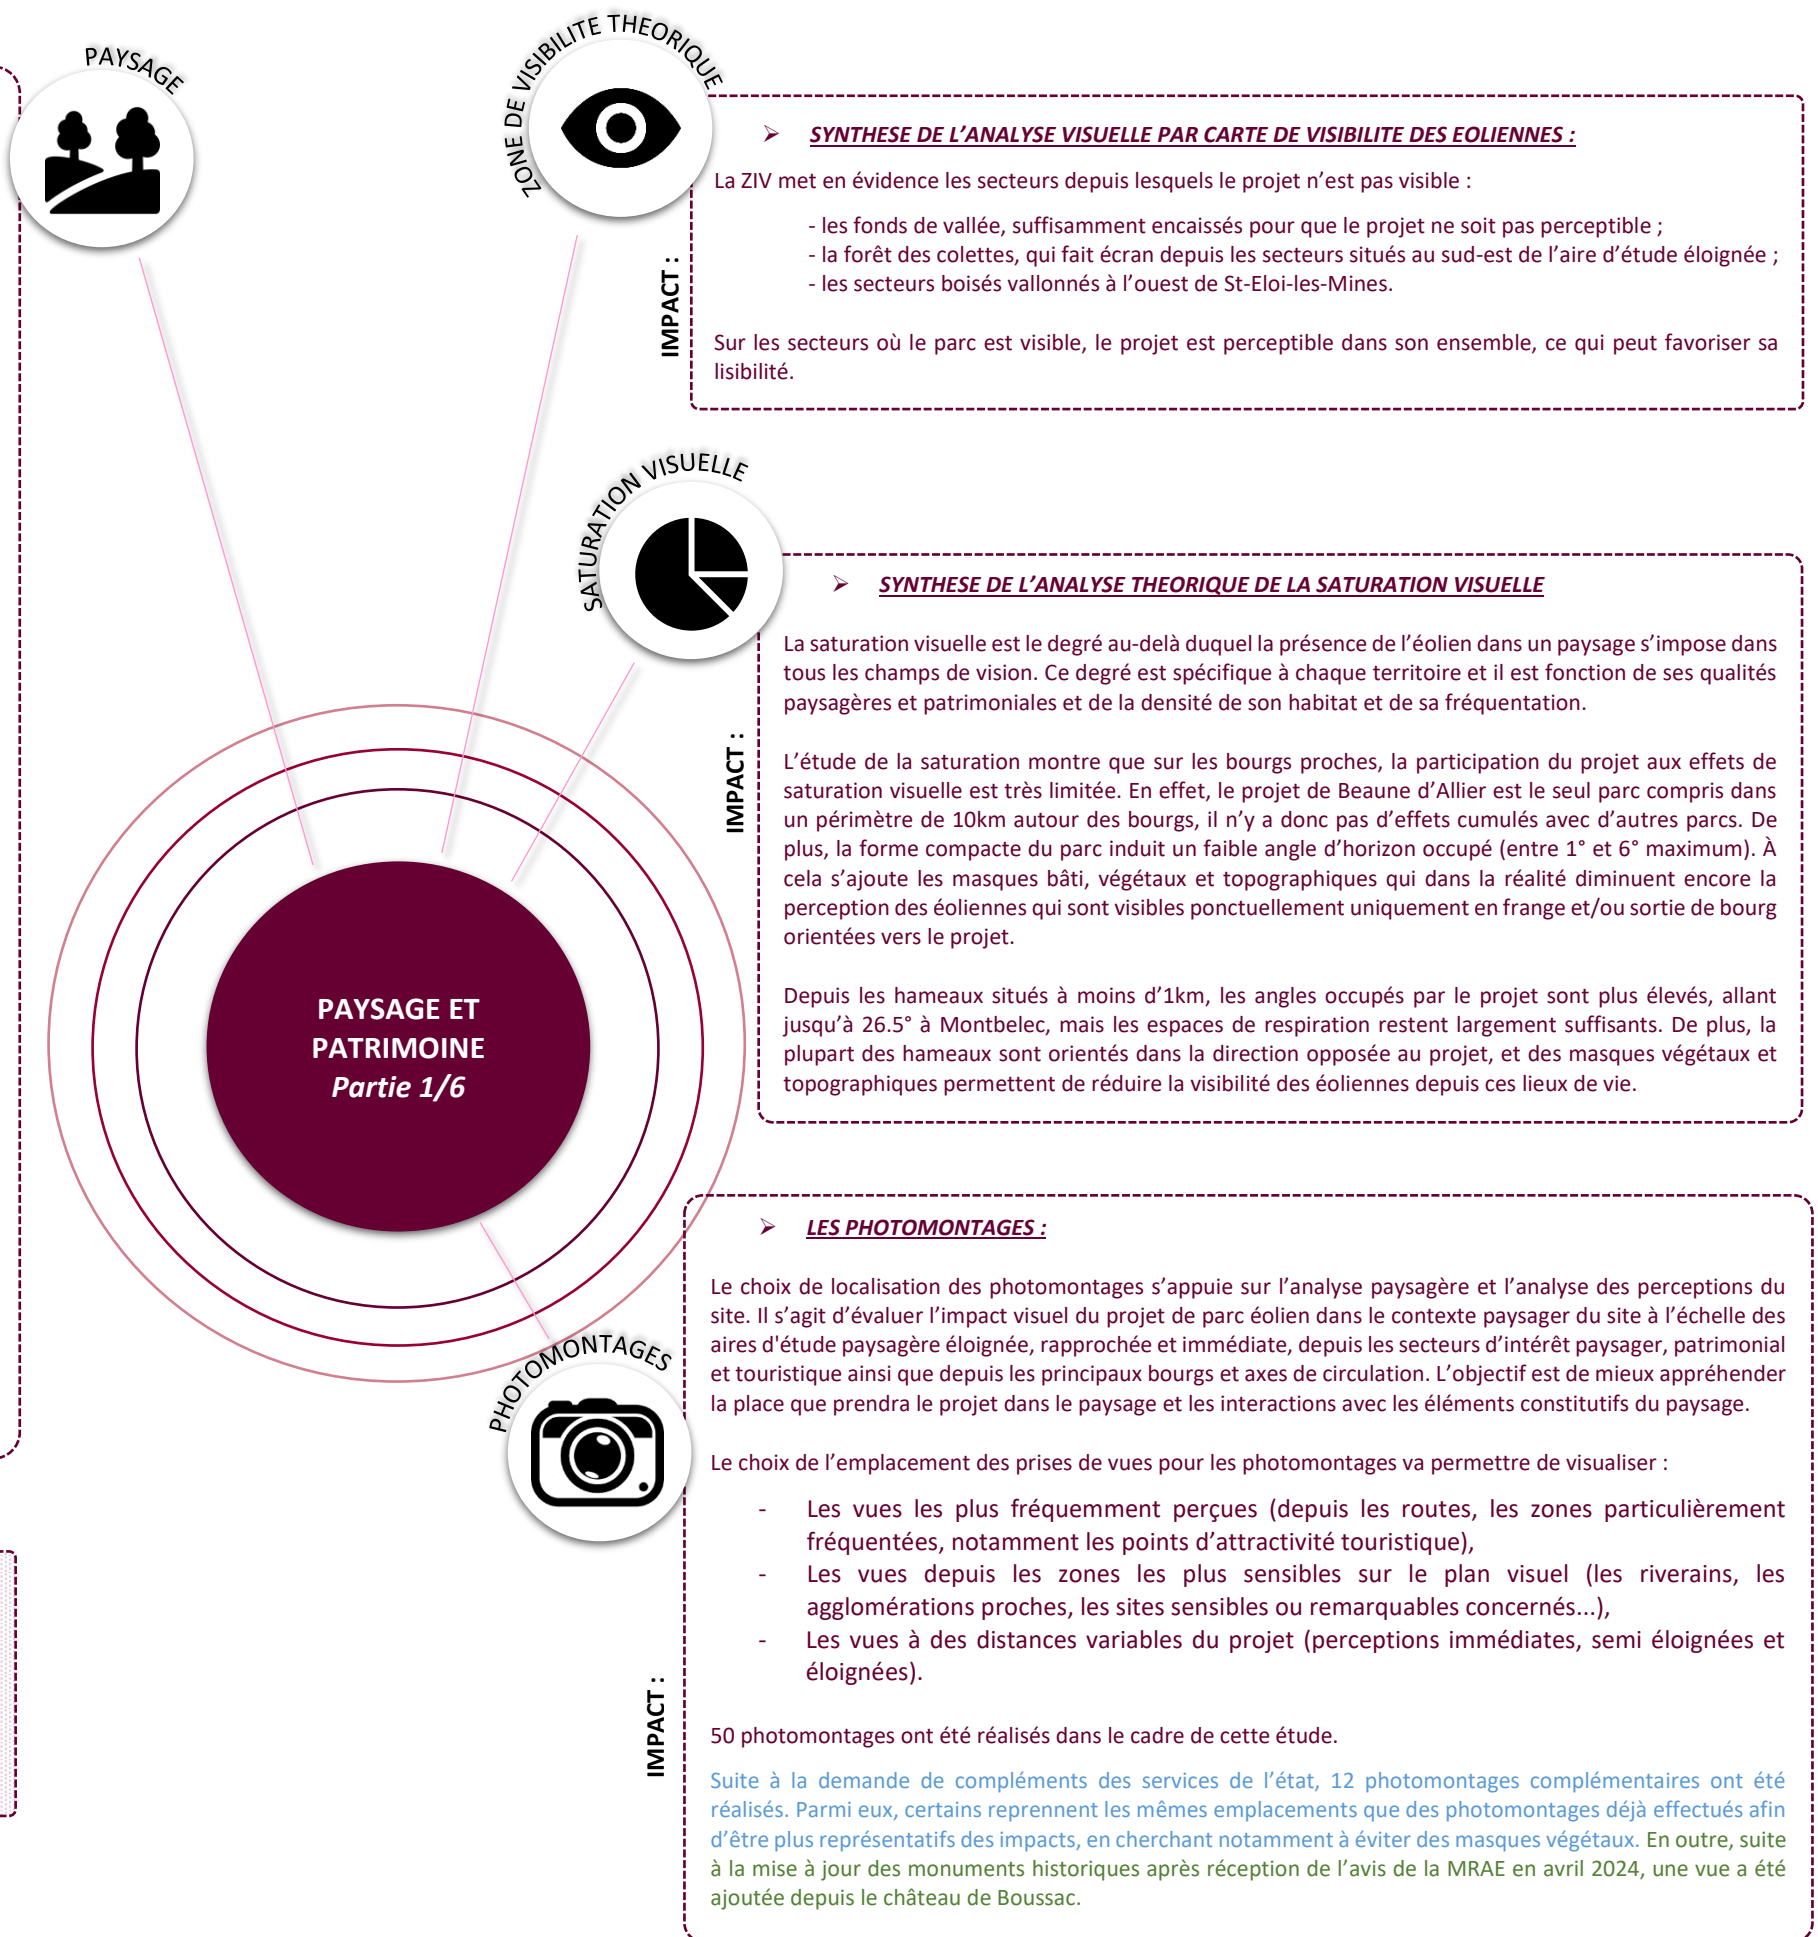 PAYSAGE
ZONE DE VISIBILITE THEORIQUE
➢ SYNTHESE DE L'ANALYSE VISUELLE PAR CARTE DE VISIBILITE DES EOLIENNES :
IMPACT :
La ZIV met en évidence les secteurs depuis lesquels le projet n'est pas visible :
- les fonds de vallée, suffisamment encaissés pour que le projet ne soit pas perceptible ;
- la forêt des colettes, qui fait écran depuis les secteurs situés au sud-est de l'aire d'étude éloignée ;
- les secteurs boisés vallonnés à l'ouest de St-Eloi-les-Mines.
Sur les secteurs où le parc est visible, le projet est perceptible dans son ensemble, ce qui peut favoriser sa
lisibilité.
SATURATION VISUELLE
➢ SYNTHESE DE L'ANALYSE THEORIQUE DE LA SATURATION VISUELLE
IMPACT :
La saturation visuelle est le degré au-delà duquel la présence de l'éolien dans un paysage s'impose dans
tous les champs de vision. Ce degré est spécifique à chaque territoire et il est fonction de ses qualités
paysagères et patrimoniales et de la densité de son habitat et de sa fréquentation.
L'étude de la saturation montre que sur les bourgs proches, la participation du projet aux effets de
saturation visuelle est très limitée. En effet, le projet de Beaune d'Allier est le seul parc compris dans
un périmètre de 10km autour des bourgs, il n'y a donc pas d'effets cumulés avec d'autres parcs. De
plus, la forme compacte du parc induit un faible angle d'horizon occupé (entre 1° et 6° maximum). À
cela s'ajoute les masques bâti, végétaux et topographiques qui dans la réalité diminuent encore la
perception des éoliennes qui sont visibles ponctuellement uniquement en frange et/ou sortie de bourg
orientées vers le projet.
Depuis les hameaux situés à moins d'1km, les angles occupés par le projet sont plus élevés, allant
jusqu'à 26.5° à Montbelec, mais les espaces de respiration restent largement suffisants. De plus, la
plupart des hameaux sont orientés dans la direction opposée au projet, et des masques végétaux et
topographiques permettent de réduire la visibilité des éoliennes depuis ces lieux de vie.
PAYSAGE ET
PATRIMOINE
Partie 1/6
PHOTOMONTAGES
➢ LES PHOTOMONTAGES :
IMPACT :
Le choix de localisation des photomontages s'appuie sur l'analyse paysagère et l'analyse des perceptions du
site. Il s'agit d'évaluer l'impact visuel du projet de parc éolien dans le contexte paysager du site à l'échelle des
aires d'étude paysagère éloignée, rapprochée et immédiate, depuis les secteurs d'intérêt paysager, patrimonial
et touristique ainsi que depuis les principaux bourgs et axes de circulation. L'objectif est de mieux appréhender
la place que prendra le projet dans le paysage et les interactions avec les éléments constitutifs du paysage.
Le choix de l'emplacement des prises de vues pour les photomontages va permettre de visualiser :
- Les vues les plus fréquemment perçues (depuis les routes, les zones particulièrement
fréquentées, notamment les points d'attractivité touristique),
- Les vues depuis les zones les plus sensibles sur le plan visuel (les riverains, les
agglomérations proches, les sites sensibles ou remarquables concernés...),
- Les vues à des distances variables du projet (perceptions immédiates, semi éloignées et
éloignées).
50 photomontages ont été réalisés dans le cadre de cette étude.
Suite à la demande de compléments des services de l'état, 12 photomontages complémentaires ont été
réalisés. Parmi eux, certains reprennent les mêmes emplacements que des photomontages déjà effectués afin
d'être plus représentatifs des impacts, en cherchant notamment à éviter des masques végétaux. En outre, suite
à la mise à jour des monuments historiques après réception de l'avis de la MRAE en avril 2024, une vue a été
ajoutée depuis le château de Boussac.